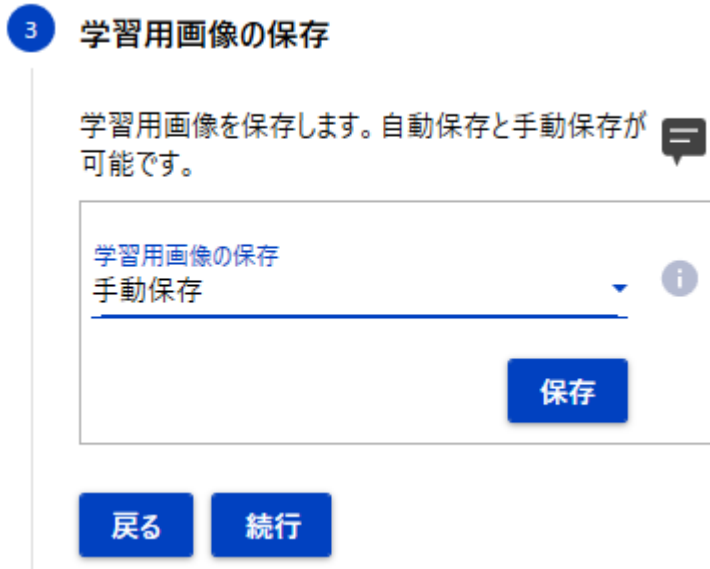 3
学習用画像の保存
学習用画像を保存します。自動保存と手動保存が
可能です。
学習用画像の保存
手動保存
保存
戻る
続行